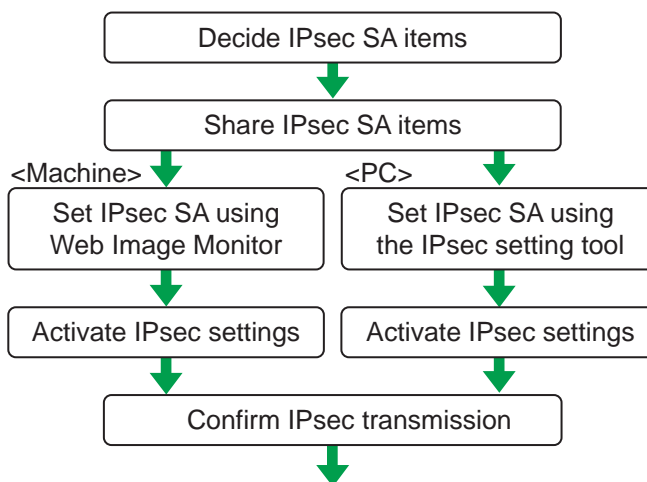 Decide IPsec SA items
Share IPsec SA items
<Machine>
Set IPsec SA using
Web Image Monitor
Activate IPsec settings
<PC>
Set IPsec SA using
the IPsec setting tool
Activate IPsec settings
Confirm IPsec transmission